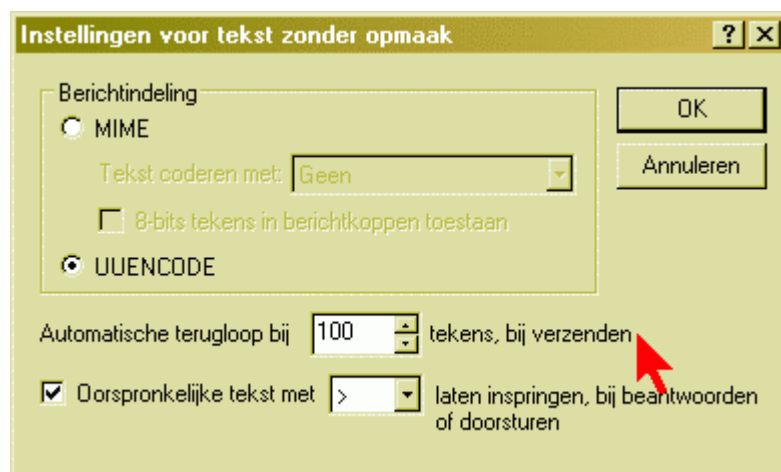 Instellingen voor tekst zonder opmaak ? ×
Berichtindeling
MIME
Tekst coderen met: Geen
8-bits tekens in berichtkoppen toestaan
UUENCODE
OK
Annuleren
Automatische terugloop bij 100 tekens, bij verzenden
Oorspronkelijke tekst met > laten inspringen, bij beantwoorden
of doorsturen